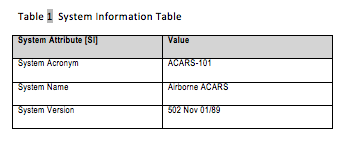 Table 1 System Information Table
System Attribute [SI] Value
System Acronym ACARS-101
System Name Airborne ACARS
System Version 502 Nov 01/89